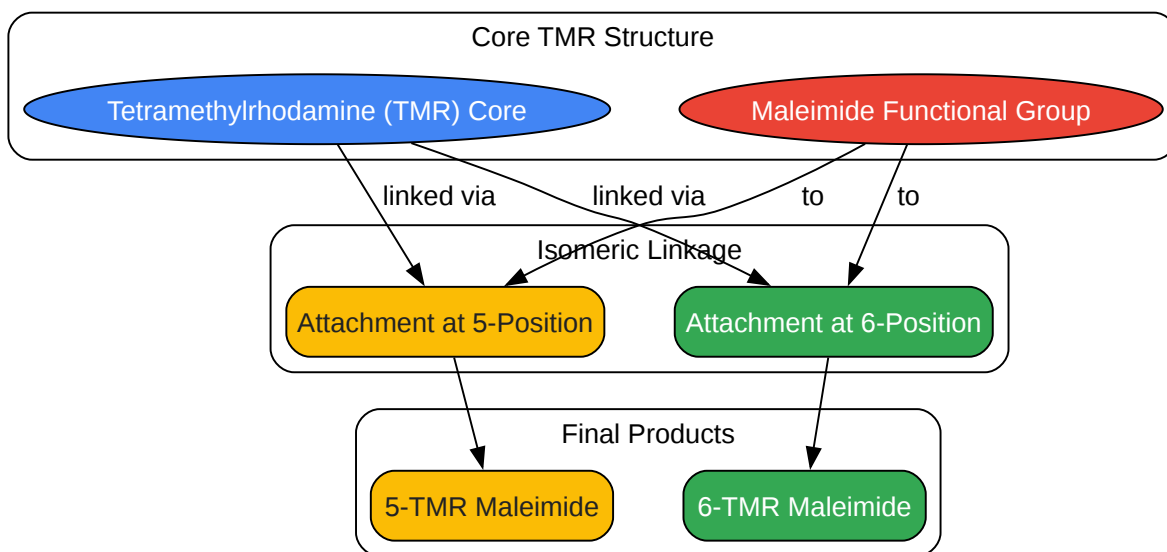 Core TMR Structure
Tetramethylrhodamine (TMR) Core
Maleimide Functional Group
linked via
linked via
to
to
Isomeric Linkage
Attachment at 5-Position
Attachment at 6-Position
Final Products
5-TMR Maleimide
6-TMR Maleimide